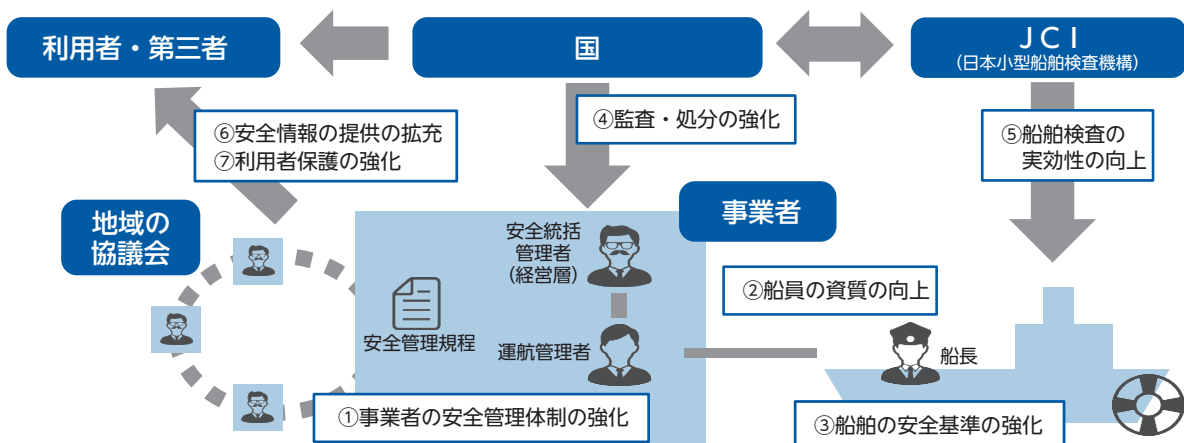 利用者・第三者
国
JCI
(日本小型船舶検査機構)
④監査・処分の強化
⑤船舶検査の
実効性の向上
⑥安全情報の提供の拡充
⑦利用者保護の強化
地域の
協議会
事業者
安全統括
管理者
(経営層)
安全管理規程
運航管理者
②船員の資質の向上
船長
①事業者の安全管理体制の強化
③船舶の安全基準の強化